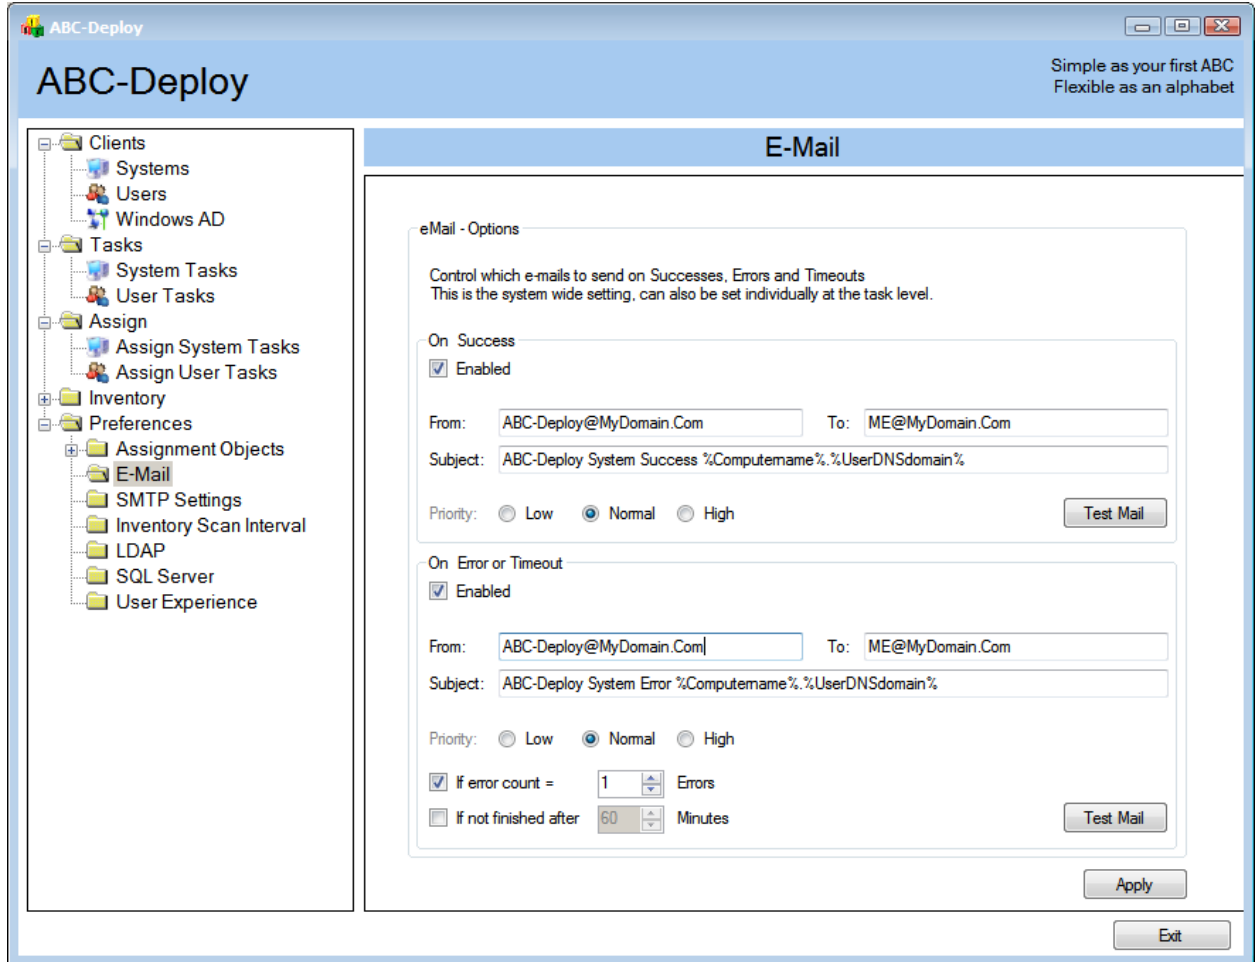 ABC-Deploy
ABC-Deploy
Simple as your first ABC
Flexible as an alphabet
Clients
Systems
Users
Windows AD
Tasks
System Tasks
User Tasks
Assign
Assign System Tasks
Assign User Tasks
Inventory
Preferences
Assignment Objects
E-Mail
SMTP Settings
Inventory Scan Interval
LDAP
SQL Server
User Experience
E-Mail
eMail - Options
Control which e-mails to send on Successes, Errors and Timeouts
This is the system wide setting, can also be set individually at the task level.
On Success
Enabled
From: ABC-Deploy@MyDomain.Com To: ME@MyDomain.Com
Subject: ABC-Deploy System Success %Computername%.%UserDNSdomain%
Priority: Low Normal High Test Mail
On Error or Timeout
Enabled
From: ABC-Deploy@MyDomain.Com To: ME@MyDomain.Com
Subject: ABC-Deploy System Error %Computername%.%UserDNSdomain%
Priority: Low Normal High
If error count = 1 Errors
If not finished after 60 Minutes Test Mail
Apply
Exit